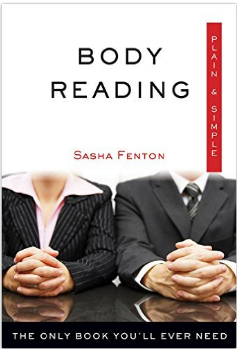 BODY
READING
PLAIN & SIMPLE
SASHA FENTON
THE ONLY BOOK YOU'LL EVER NEED